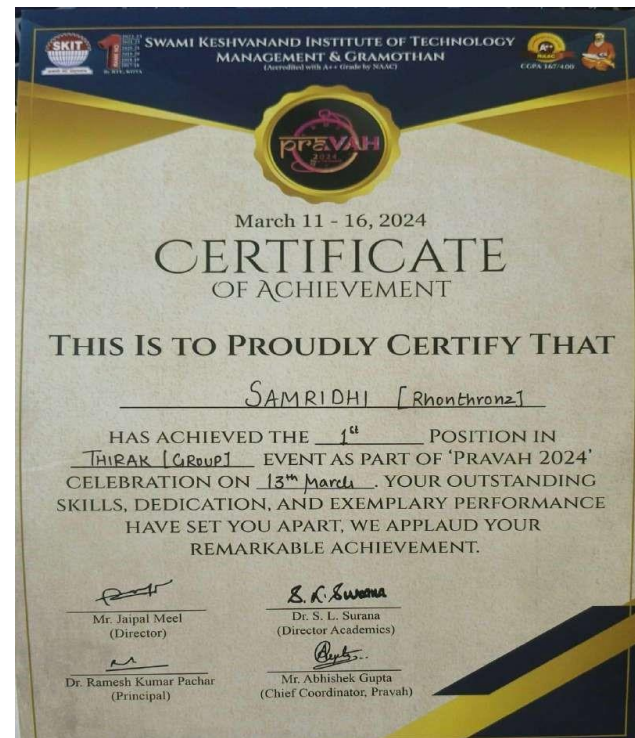 SKIT
1
SWAMI KESHVANAND INSTITUTE OF TECHNOLOGY
MANAGEMENT & GRAMOTHAN
(Accredited with A++ Grade by NAAC)
A++
NAAC
PRAVAH
2024
March 11 - 16, 2024
CERTIFICATE
OF ACHIEVEMENT
THIS IS TO PROUDLY CERTIFY THAT
SAMRIDHI [Rhonthronz]
HAS ACHIEVED THE 1st POSITION IN
THIRAK [GROUP] EVENT AS PART OF 'PRAVAH 2024'
CELEBRATION ON 13th March. YOUR OUTSTANDING
SKILLS, DEDICATION, AND EXEMPLARY PERFORMANCE
HAVE SET YOU APART, WE APPLAUD YOUR
REMARKABLE ACHIEVEMENT.
S. L. Surana
Mr. Jaipal Meel
(Director)
Dr. S. L. Surana
(Director Academics)
Dr. Ramesh Kumar Pachar
(Principal)
Mr. Abhishek Gupta
(Chief Coordinator, Pravah)